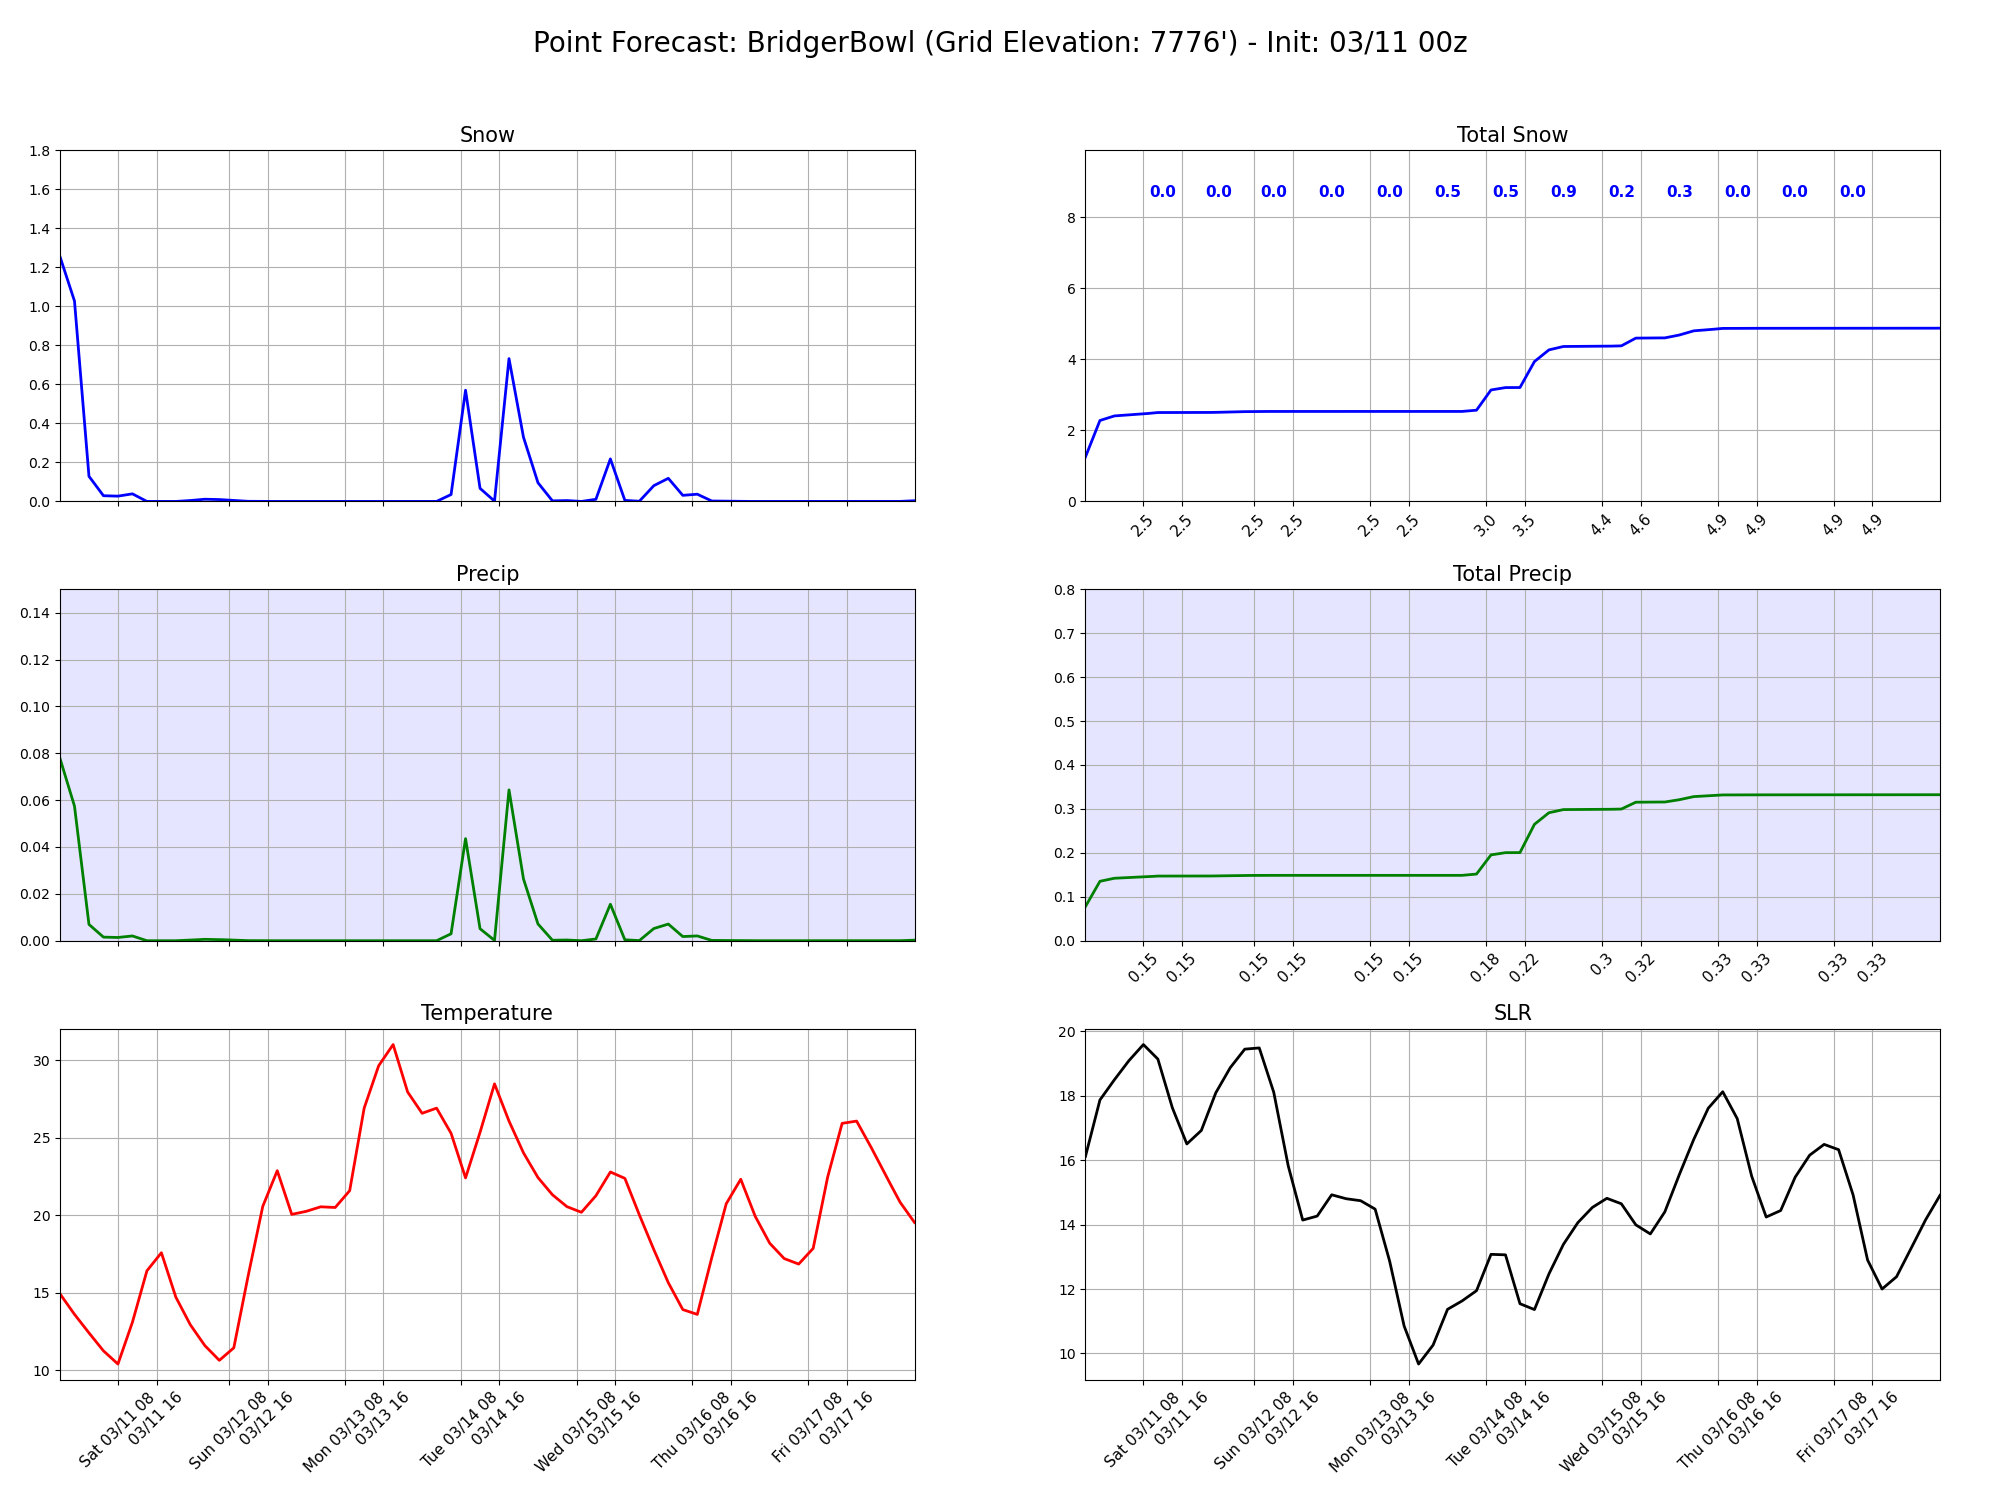 Point Forecast: BridgerBowl (Grid Elevation: 7776') - Init: 03/11 00z
Snow
1.8
1.6
1.4
1.2
1.0
0.8
0.6
0.4
0.2
0.0
Total Snow
0.0 0.0 0.0 0.0 0.0 0.5 0.5 0.9 0.2 0.3 0.0 0.0 0.0
8
6
4
2
0
2.5 2.5 2.5 2.5 2.5 2.5 3.0 3.5 4.4 4.6 4.9 4.9 4.9 4.9
Precip
0.14
0.12
0.10
0.08
0.06
0.04
0.02
0.00
Total Precip
0.8
0.7
0.6
0.5
0.4
0.3
0.2
0.1
0.0
0.15 0.15 0.15 0.15 0.15 0.15 0.18 0.22 0.3 0.32 0.33 0.33 0.33 0.33
Temperature
30
25
20
15
10
Sat 03/11 08
03/11 16
Sun 03/12 08
03/12 16
Mon 03/13 08
03/13 16
Tue 03/14 08
03/14 16
Wed 03/15 08
03/15 16
Thu 03/16 08
03/16 16
Fri 03/17 08
03/17 16
SLR
20
18
16
14
12
10
Sat 03/11 08
03/11 16
Sun 03/12 08
03/12 16
Mon 03/13 08
03/13 16
Tue 03/14 08
03/14 16
Wed 03/15 08
03/15 16
Thu 03/16 08
03/16 16
Fri 03/17 08
03/17 16